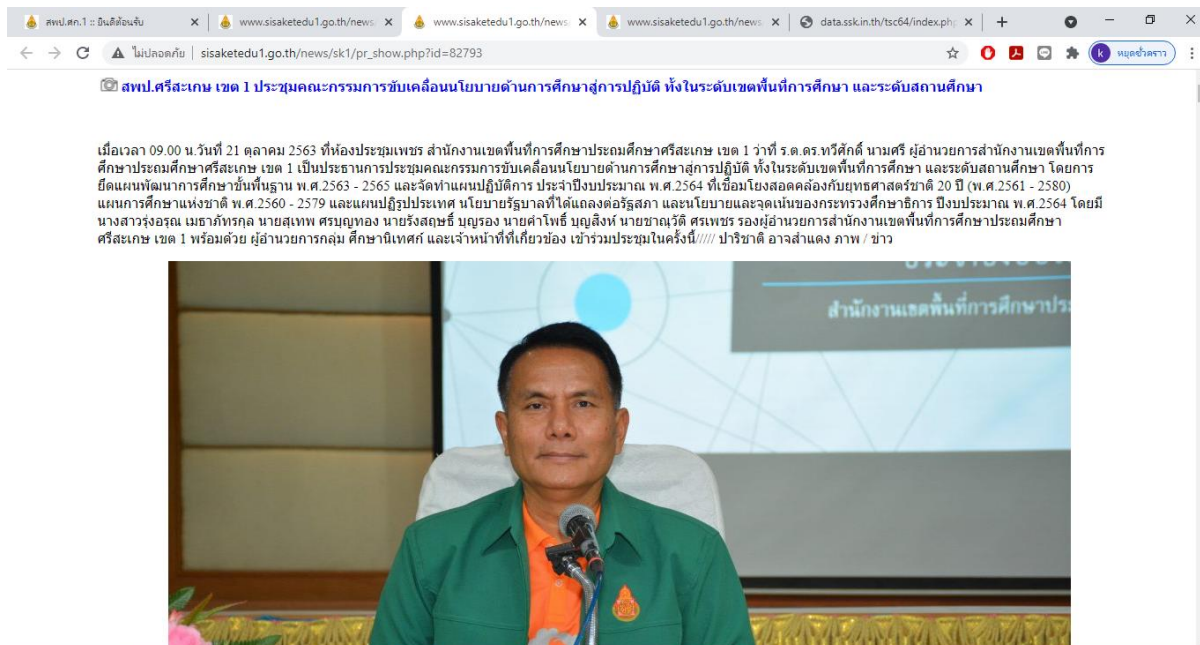 สพป.ศก.1 :: ยินดีต้อนรับ
www.sisaketedu1.go.th/news/
www.sisaketedu1.go.th/news/
www.sisaketedu1.go.th/news/
data.ssk.in.th/tsc64/index.php
ไม่ปลอดภัย | sisaketedu1.go.th/news/sk1/pr_show.php?id=82793
k หยุดชั่วคราว
สพป.ศรีสะเกษ เขต 1 ประชุมคณะกรรมการขับเคลื่อนนโยบายด้านการศึกษาสู่การปฏิบัติ ทั้งในระดับเขตพื้นที่การศึกษา และระดับสถานศึกษา
เมื่อเวลา 09.00 น.วันที่ 21 ตุลาคม 2563 ที่ห้องประชุมเพชร สำนักงานเขตพื้นที่การศึกษาประถมศึกษาศรีสะเกษ เขต 1 ว่าที่ ร.ต.ดร.ทวีศักดิ์ นามศรี ผู้อำนวยการสำนักงานเขตพื้นที่การ
ศึกษาประถมศึกษาศรีสะเกษ เขต 1 เป็นประธานการประชุมคณะกรรมการขับเคลื่อนนโยบายด้านการศึกษาสู่การปฏิบัติ ทั้งในระดับเขตพื้นที่การศึกษา และระดับสถานศึกษา โดยการ
ยึดแผนพัฒนาการศึกษาขั้นพื้นฐาน พ.ศ.2563 - 2565 และจัดทำแผนปฏิบัติการ ประจำปีงบประมาณ พ.ศ.2564 ที่เชื่อมโยงสอดคล้องกับยุทธศาสตร์ชาติ 20 ปี (พ.ศ.2561 - 2580)
แผนการศึกษาแห่งชาติ พ.ศ.2560 - 2579 และแผนปฏิรูปประเทศ นโยบายรัฐบาลที่ได้แถลงต่อรัฐสภา และนโยบายและจุดเน้นของกระทรวงศึกษาธิการ ปีงบประมาณ พ.ศ.2564 โดยมี
นางสาวรุ่งอรุณ เมธาภัทรกุล นายสุเทพ ศรบุญทอง นายรังสฤษธิ์ บุญรอง นายคำโพธิ์ บุญสิงห์ นายชาณุวัติ ศรเพชร รองผู้อำนวยการสำนักงานเขตพื้นที่การศึกษาประถมศึกษา
ศรีสะเกษ เขต 1 พร้อมด้วย ผู้อำนวยการกลุ่ม ศึกษานิเทศก์ และเจ้าหน้าที่ที่เกี่ยวข้อง เข้าร่วมประชุมในครั้งนี้///// ปาริชาติ อาจสำแดง ภาพ / ข่าว
สำนักงานเขตพื้นที่การศึกษาประ